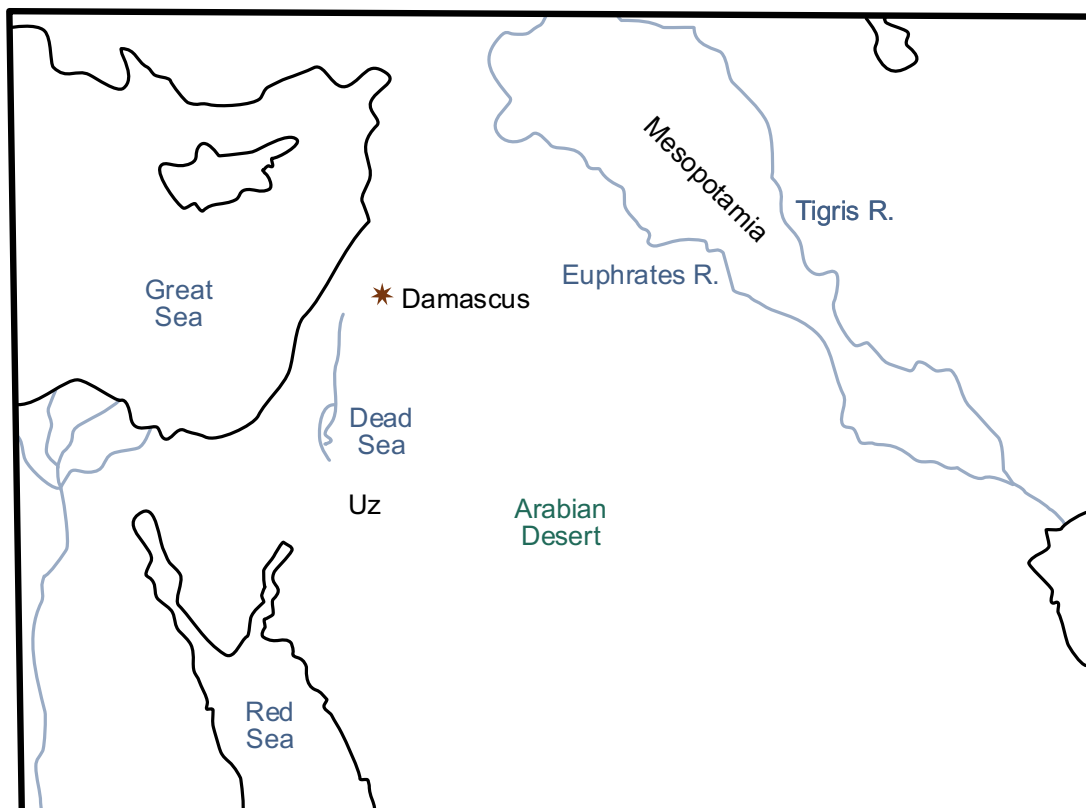 Mesopotamia
Tigris R.
Euphrates R.
Great
Sea
Damascus
Dead
Sea
Uz
Arabian
Desert
Red
Sea